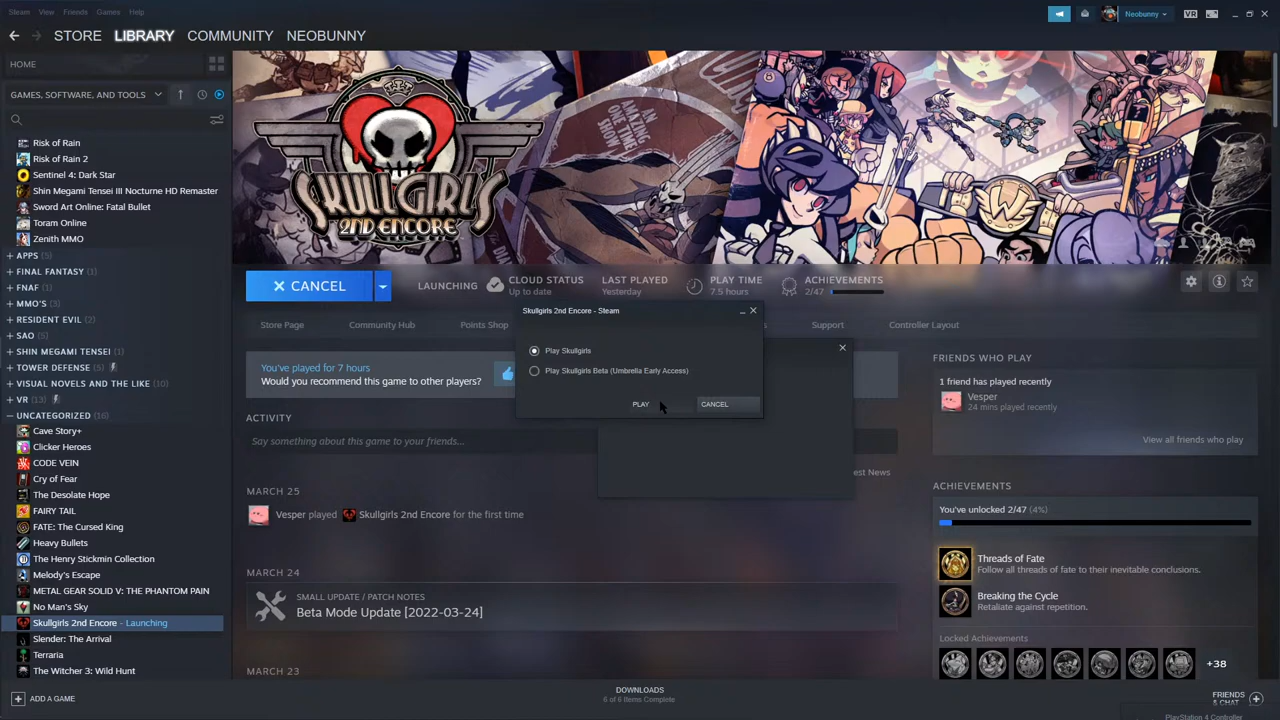 Steam View Friends Games Help
Neobunny
VR
STORE LIBRARY COMMUNITY NEOBUNNY
HOME
GAMES, SOFTWARE, AND TOOLS
Risk of Rain
Risk of Rain 2
Sentinel 4: Dark Star
Shin Megami Tensei III Nocturne HD Remaster
Sword Art Online: Fatal Bullet
Toram Online
Zenith MMO
+ APPS (5)
+ FINAL FANTASY (1)
+ FNAF (1)
+ MMO'S (3)
+ RESIDENT EVIL (2)
+ SAO (5)
+ SHIN MEGAMI TENSEI (1)
+ TOWER DEFENSE (5)
+ VISUAL NOVELS AND THE LIKE (10)
+ VR (13)
− UNCATEGORIZED (16)
Cave Story+
Clicker Heroes
CODE VEIN
Cry of Fear
The Desolate Hope
FAIRY TAIL
FATE: The Cursed King
Heavy Bullets
The Henry Stickmin Collection
Melody's Escape
METAL GEAR SOLID V: THE PHANTOM PAIN
No Man's Sky
Skullgirls 2nd Encore - Launching
Slender: The Arrival
Terraria
The Witcher 3: Wild Hunt
ADD A GAME
SKULLGIRLS
2ND ENCORE
AN AMAZING ONE TIME SHOW
W
CANCEL
LAUNCHING
CLOUD STATUS
Up to date
LAST PLAYED
Yesterday
PLAY TIME
7.5 hours
ACHIEVEMENTS
2/47
Store Page Community Hub Points Shop Support Controller Layout
Skullgirls 2nd Encore - Steam
Play Skullgirls
Play Skullgirls Beta (Umbrella Early Access)
PLAY CANCEL
You've played for 7 hours
Would you recommend this game to other players?
ACTIVITY
Say something about this game to your friends...
est News
MARCH 25
Vesper played Skullgirls 2nd Encore for the first time
MARCH 24
SMALL UPDATE / PATCH NOTES
Beta Mode Update [2022-03-24]
MARCH 23
FRIENDS WHO PLAY
1 friend has played recently
Vesper
24 mins played recently
View all friends who play
ACHIEVEMENTS
You've unlocked 2/47 (4%)
Threads of Fate
Follow all threads of fate to their inevitable conclusions.
Breaking the Cycle
Retaliate against repetition.
Locked Achievements
+38
DOWNLOADS
6 of 6 Items Complete
FRIENDS
& CHAT
PlayStation 4 Controller